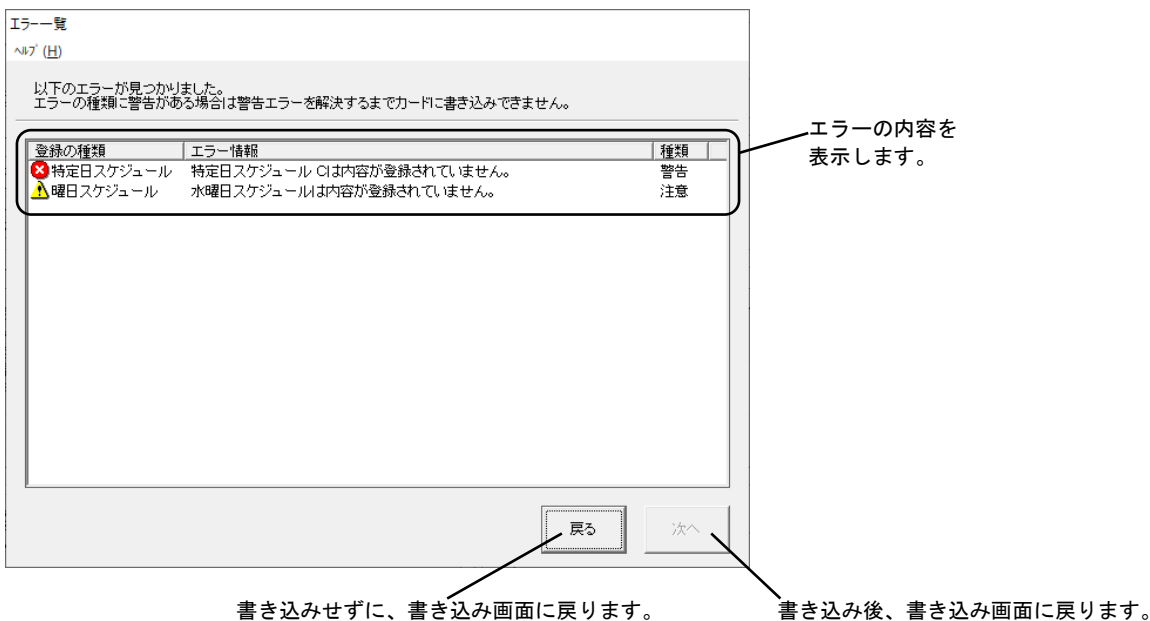 エラー一覧
ﾍﾙﾌﾟ(H)
以下のエラーが見つかりました。
エラーの種類に警告がある場合は警告エラーを解決するまでカードに書き込みできません。
エラーの内容を
表示します。
登録の種類 エラー情報 種類
特定日スケジュール 特定日スケジュール Cは内容が登録されていません。 警告
曜日スケジュール 水曜日スケジュールは内容が登録されていません。 注意
戻る 次へ
書き込みせずに、書き込み画面に戻ります。 書き込み後、書き込み画面に戻ります。